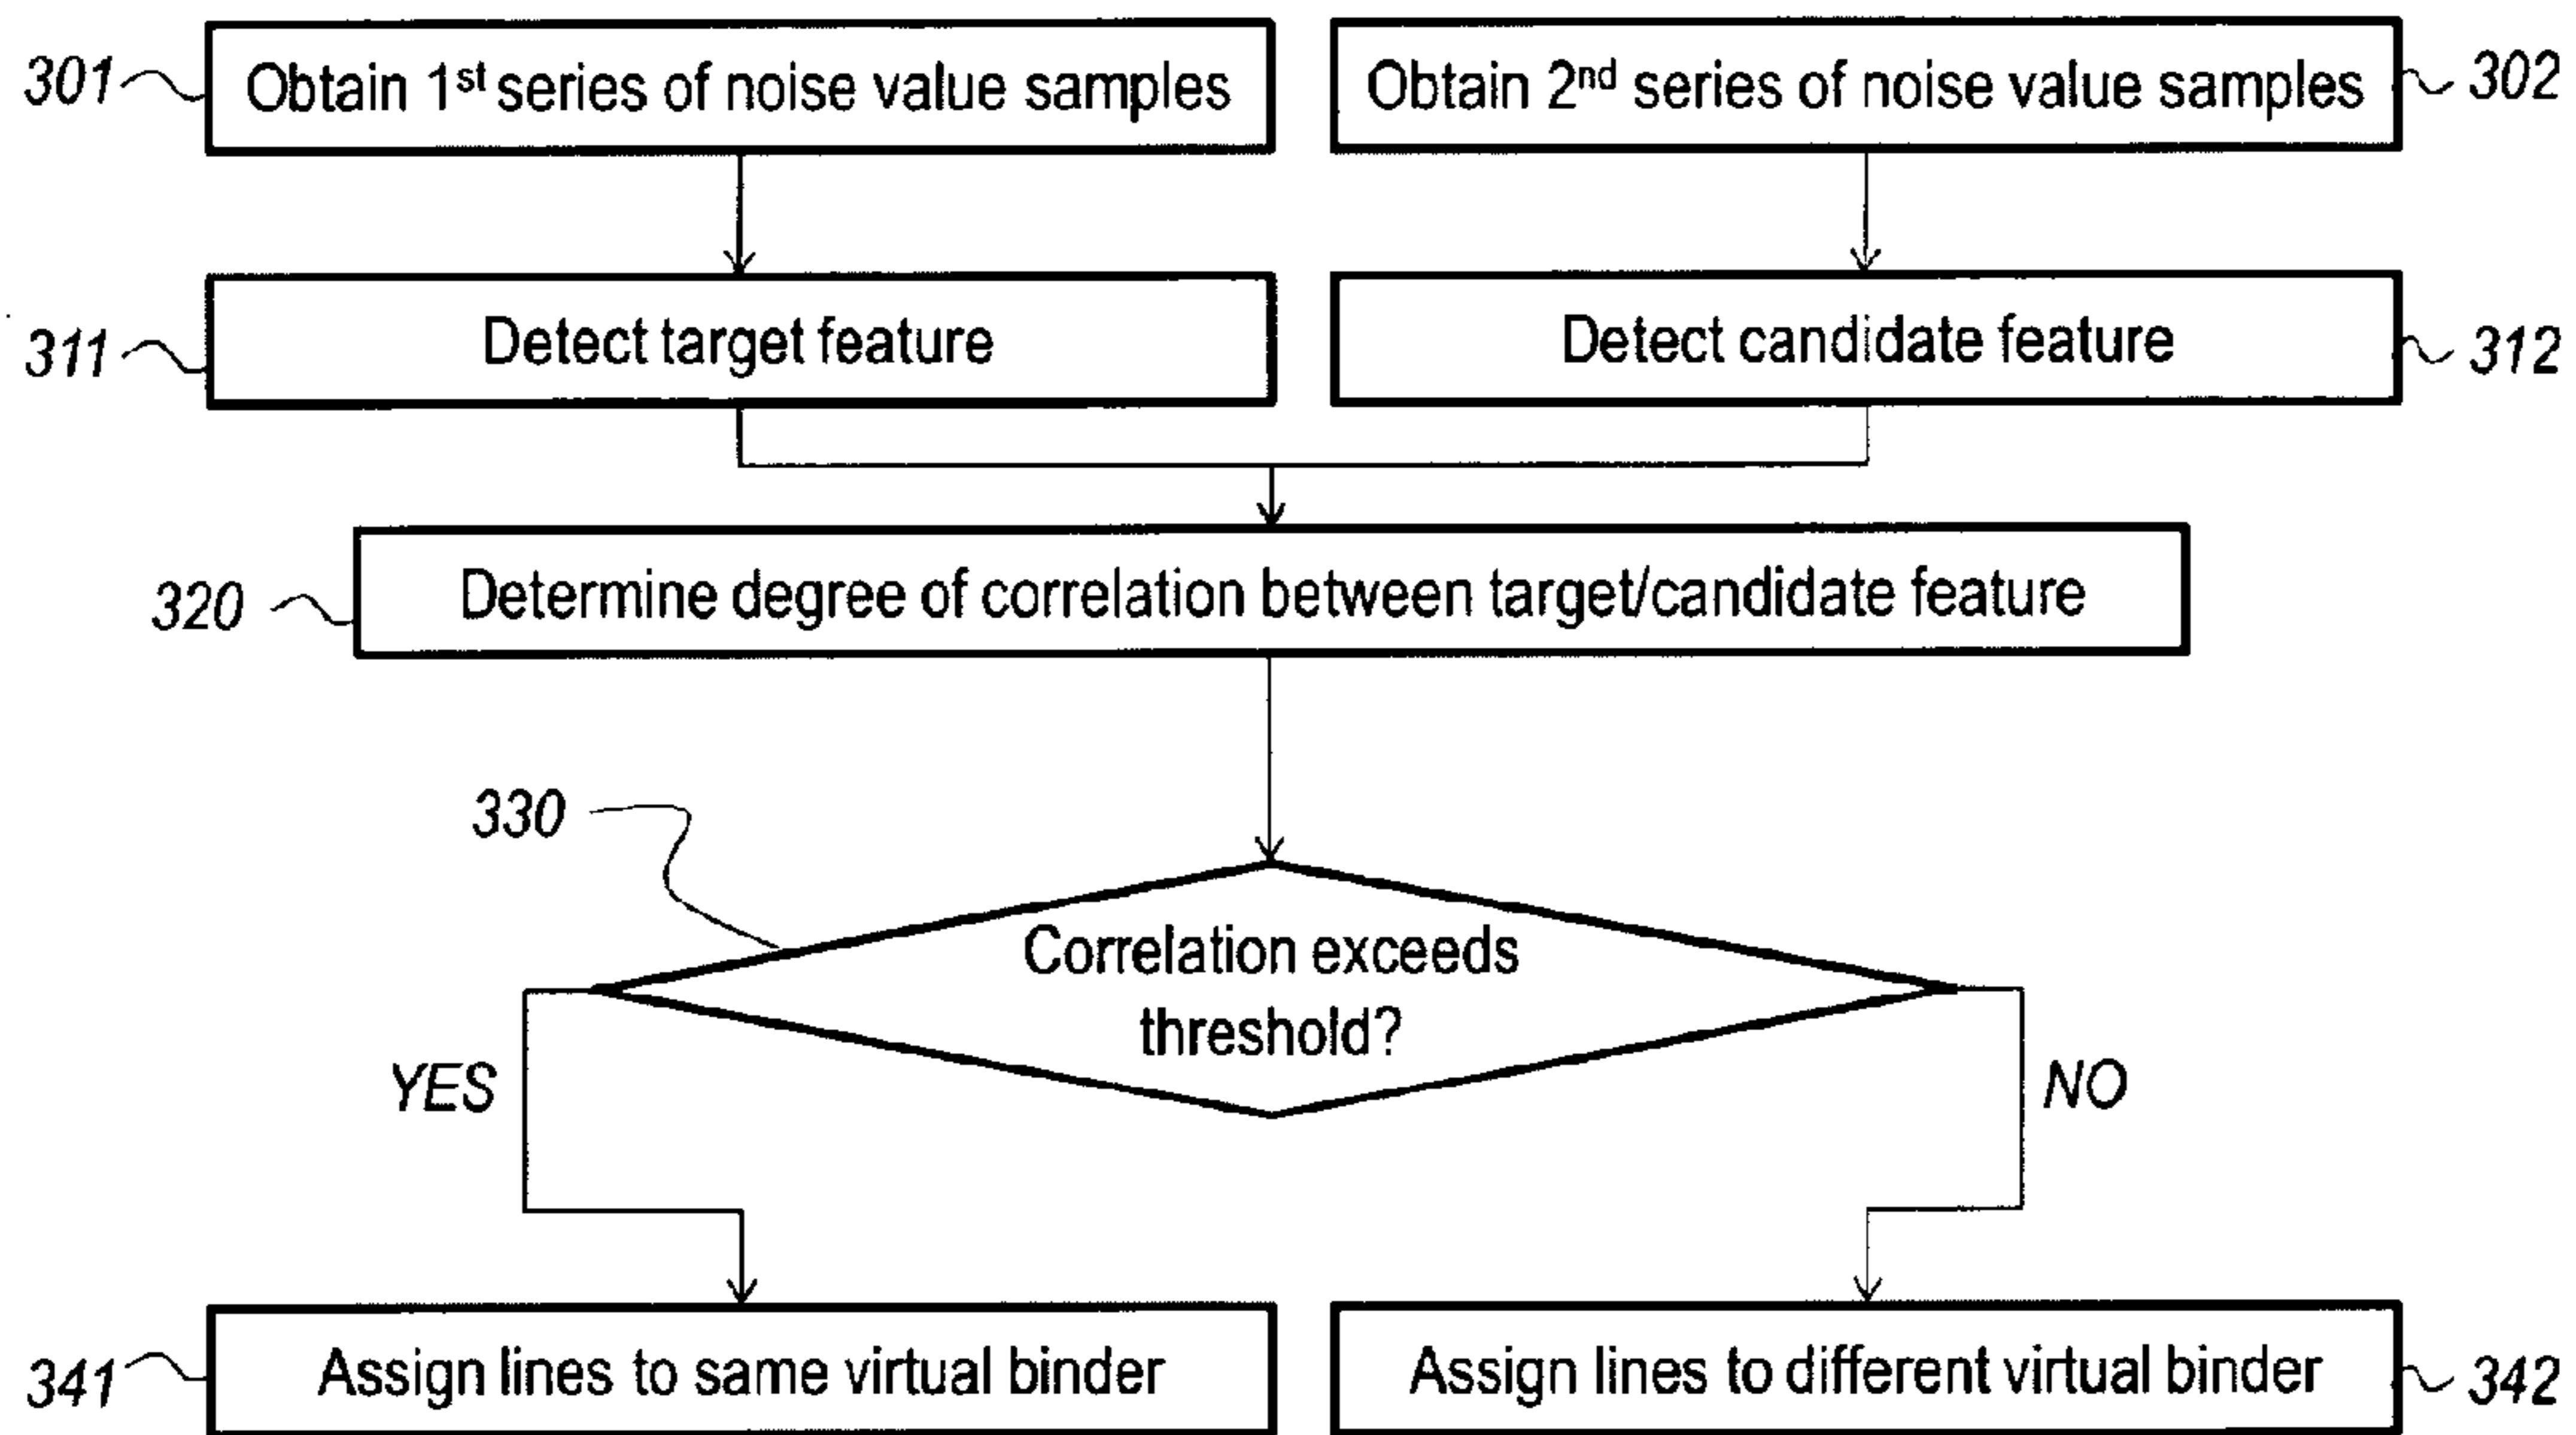 301
Obtain 1st series of noise value samples
Obtain 2nd series of noise value samples
302
311
Detect target feature
Detect candidate feature
312
320
Determine degree of correlation between target/candidate feature
330
Correlation exceeds
threshold?
YES
NO
341
Assign lines to same virtual binder
Assign lines to different virtual binder
342